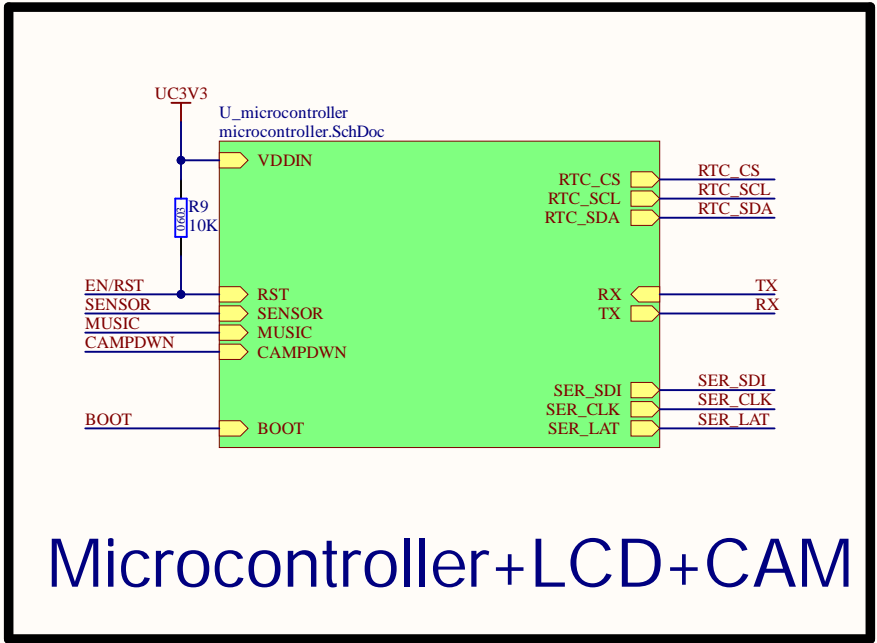 UC3V3
U_microcontroller
microcontroller.SchDoc
VDDIN
RTC_CS RTC_CS
RTC_SCL RTC_SCL
RTC_SDA RTC_SDA
0603
R9
10K
EN/RST RST RX TX
SENSOR SENSOR TX RX
MUSIC MUSIC
CAMPDWN CAMPDWN
SER_SDI SER_SDI
SER_CLK SER_CLK
BOOT BOOT SER_LAT SER_LAT
Microcontroller+LCD+CAM